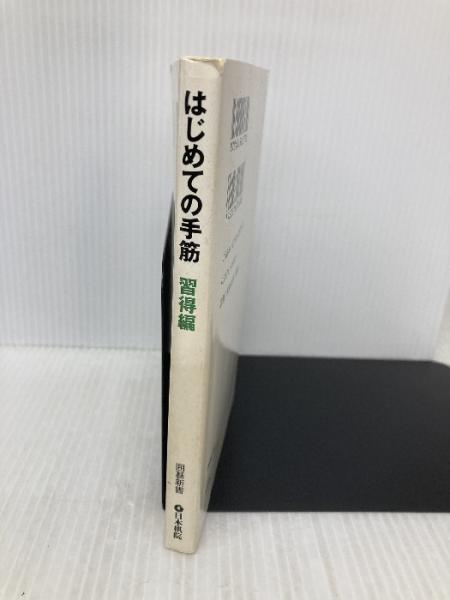 はじめての手筋
習得編
囲碁新書
日本棋院